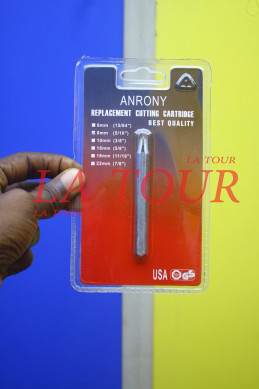 ANRONY
REPLACEMENT CUTTING CARTRIDGE
BEST QUALITY
6mm (15/64")
8mm (5/16")
10mm (3/8")
16mm (5/8")
18mm (11/16")
22mm (7/8")
LA TOUR
LA TOUR
USA
GS